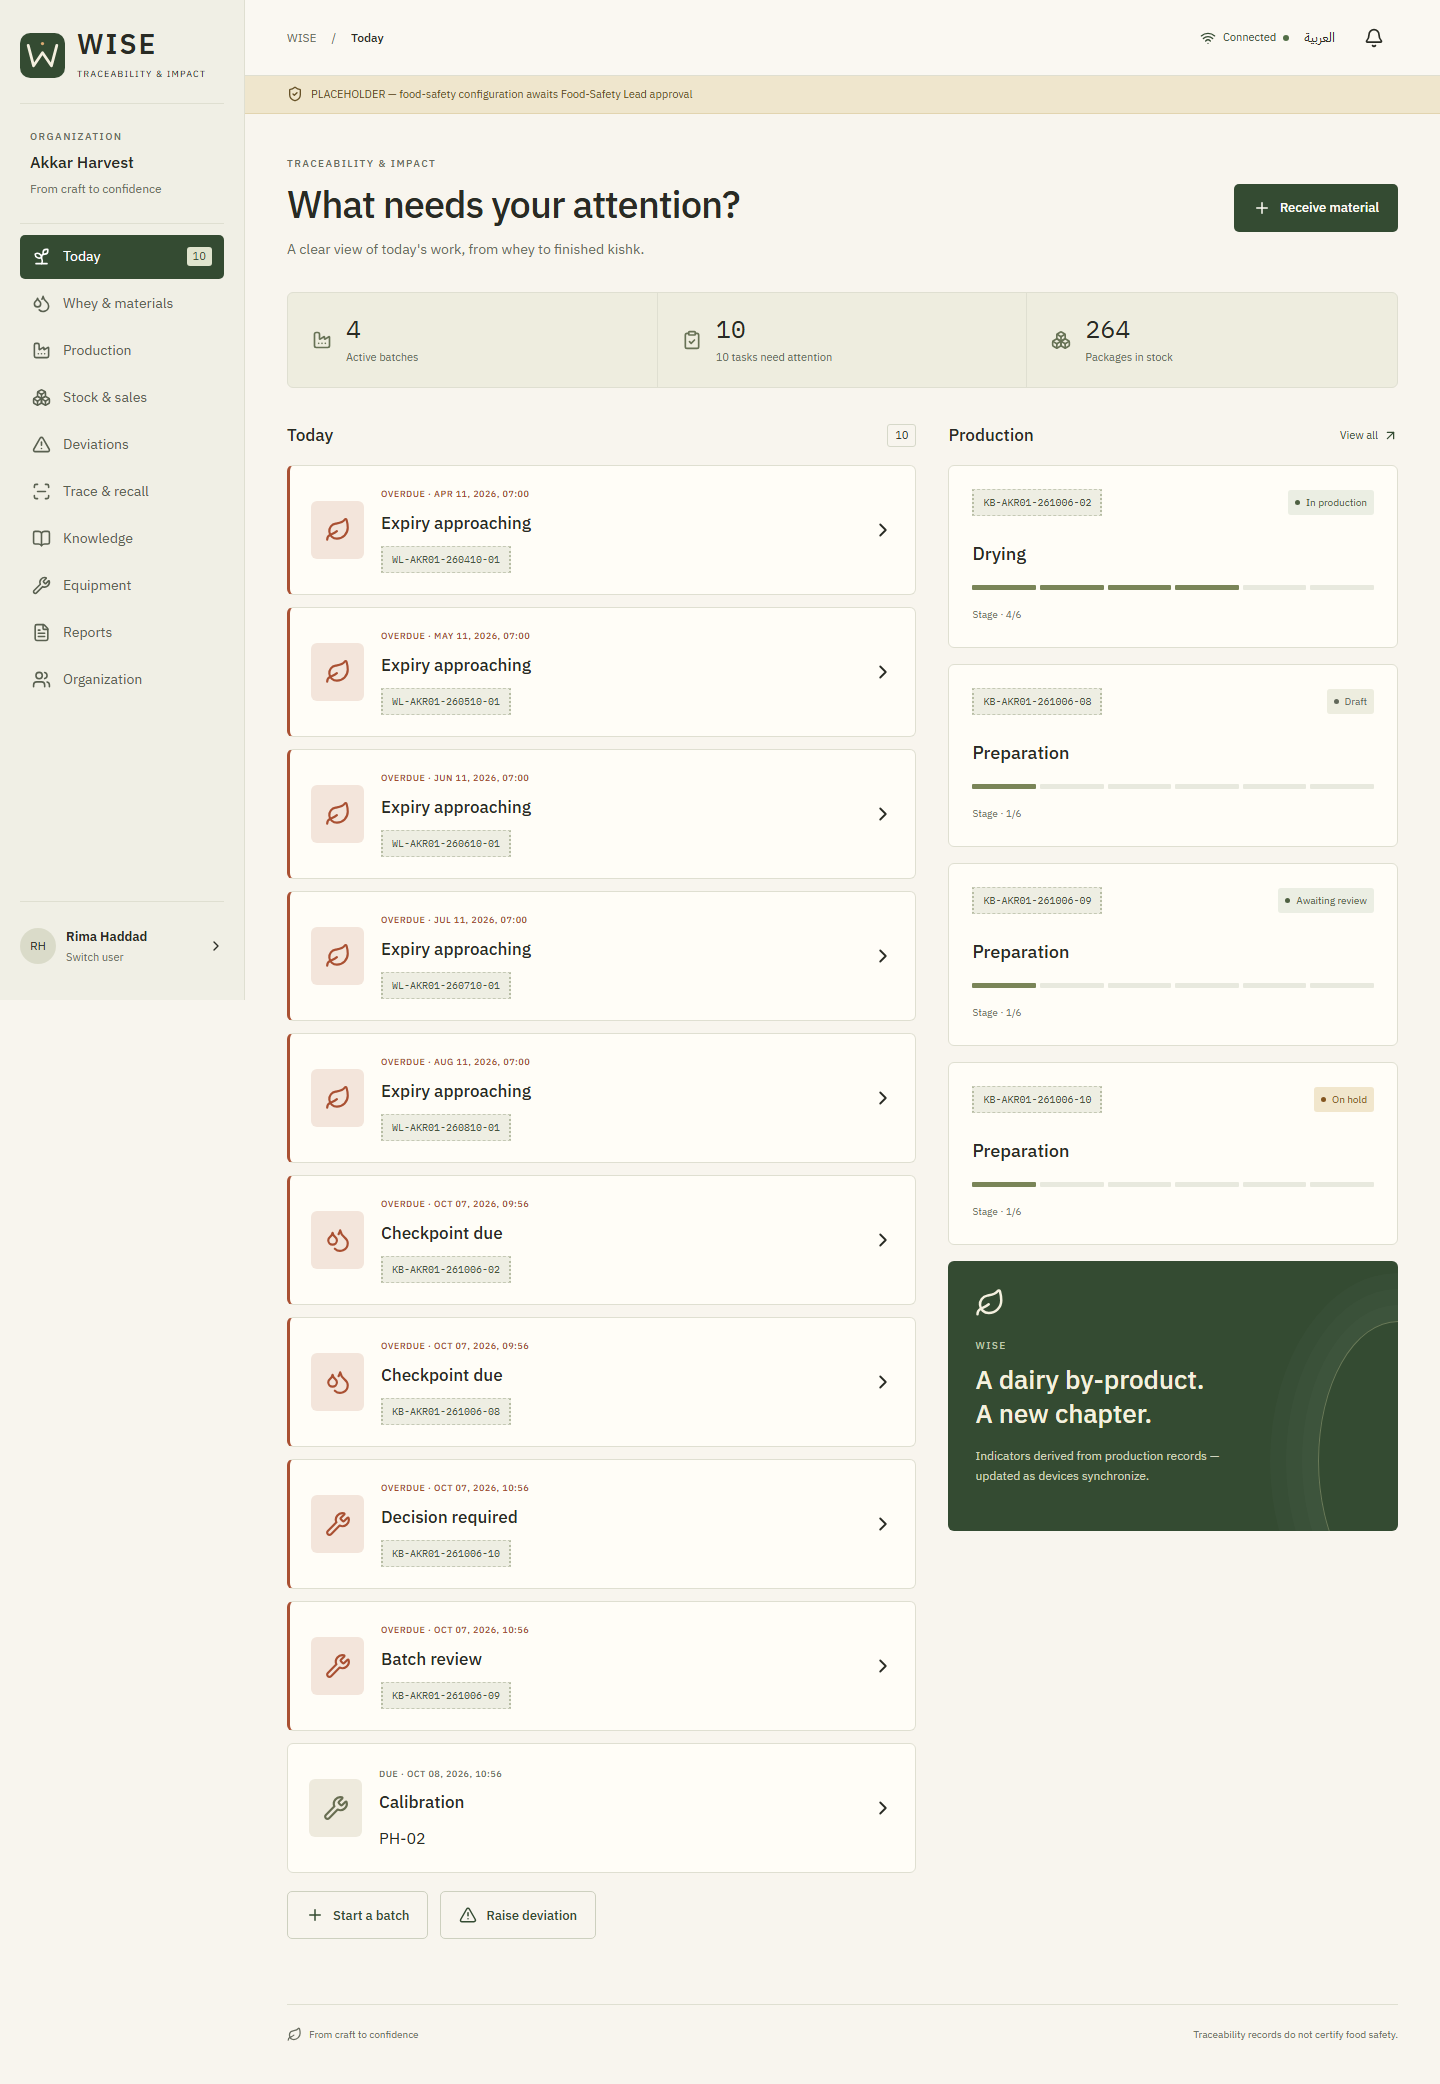 WISE
TRACEABILITY & IMPACT
ORGANIZATION
Akkar Harvest
From craft to confidence
Today
10
Whey & materials
Production
Stock & sales
Deviations
Trace & recall
Knowledge
Equipment
Reports
Organization
RH
Rima Haddad
Switch user
WISE / Today
Connected
العربية
PLACEHOLDER — food-safety configuration awaits Food-Safety Lead approval
TRACEABILITY & IMPACT
What needs your attention?
A clear view of today's work, from whey to finished kishk.
Receive material
4
Active batches
10
10 tasks need attention
264
Packages in stock
Today
10
OVERDUE · APR 11, 2026, 07:00
Expiry approaching
WL-AKR01-260410-01
OVERDUE · MAY 11, 2026, 07:00
Expiry approaching
WL-AKR01-260510-01
OVERDUE · JUN 11, 2026, 07:00
Expiry approaching
WL-AKR01-260610-01
OVERDUE · JUL 11, 2026, 07:00
Expiry approaching
WL-AKR01-260710-01
OVERDUE · AUG 11, 2026, 07:00
Expiry approaching
WL-AKR01-260810-01
OVERDUE · OCT 07, 2026, 09:56
Checkpoint due
KB-AKR01-261006-02
OVERDUE · OCT 07, 2026, 09:56
Checkpoint due
KB-AKR01-261006-08
OVERDUE · OCT 07, 2026, 10:56
Decision required
KB-AKR01-261006-10
OVERDUE · OCT 07, 2026, 10:56
Batch review
KB-AKR01-261006-09
DUE · OCT 08, 2026, 10:56
Calibration
PH-02
Start a batch
Raise deviation
Production
View all
KB-AKR01-261006-02
In production
Drying
Stage · 4/6
KB-AKR01-261006-08
Draft
Preparation
Stage · 1/6
KB-AKR01-261006-09
Awaiting review
Preparation
Stage · 1/6
KB-AKR01-261006-10
On hold
Preparation
Stage · 1/6
WISE
A dairy by-product.
A new chapter.
Indicators derived from production records —
updated as devices synchronize.
From craft to confidence
Traceability records do not certify food safety.